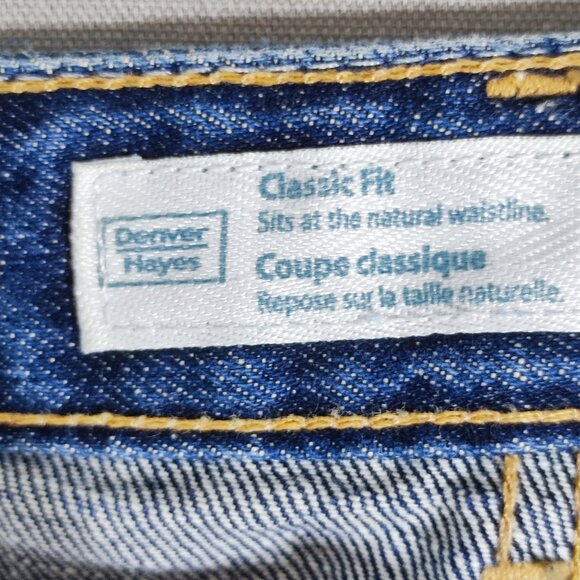 Denver
Hayes
Classic Fit
Sits at the natural waistline.
Coupe classique
Repose sur la taille naturelle.